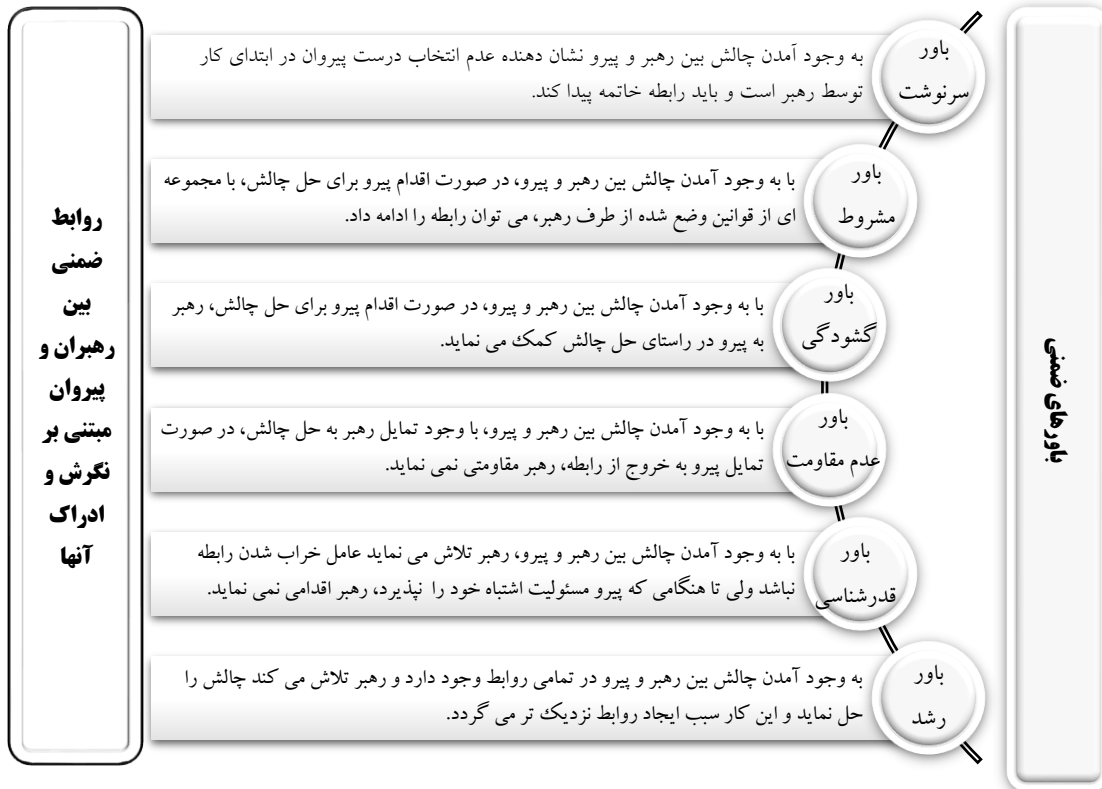 باورهای ضمنی
باور
سرنوشت
به وجود آمدن چالش بین رهبر و پیرو نشان دهنده عدم انتخاب درست پیروان در ابتدای کار
توسط رهبر است و باید رابطه خاتمه پیدا کند.
باور
مشروط
با به وجود آمدن چالش بین رهبر و پیرو، در صورت اقدام پیرو برای حل چالش، با مجموعه
ای از قوانین وضع شده از طرف رهبر، می توان رابطه را ادامه داد.
باور
گشودگی
با به وجود آمدن چالش بین رهبر و پیرو، در صورت اقدام پیرو برای حل چالش، رهبر
به پیرو در راستای حل چالش کمک می نماید.
باور
عدم مقاومت
با به وجود آمدن چالش بین رهبر و پیرو، با وجود تمایل رهبر به حل چالش، در صورت
تمایل پیرو به خروج از رابطه، رهبر مقاومتی نمی نماید.
باور
قدرشناسی
با به وجود آمدن چالش بین رهبر و پیرو، رهبر تلاش می نماید عامل خراب شدن رابطه
نباشد ولی تا هنگامی که پیرو مسئولیت اشتباه خود را نپذیرد، رهبر اقدامی نمی نماید.
باور
رشد
به وجود آمدن چالش بین رهبر و پیرو در تمامی روابط وجود دارد و رهبر تلاش می کند چالش را
حل نماید و این کار سبب ایجاد روابط نزدیک تر می گردد.
روابط
ضمنی
بین
رهبران و
پیروان
مبتنی بر
نگرش و
ادراک
آنها